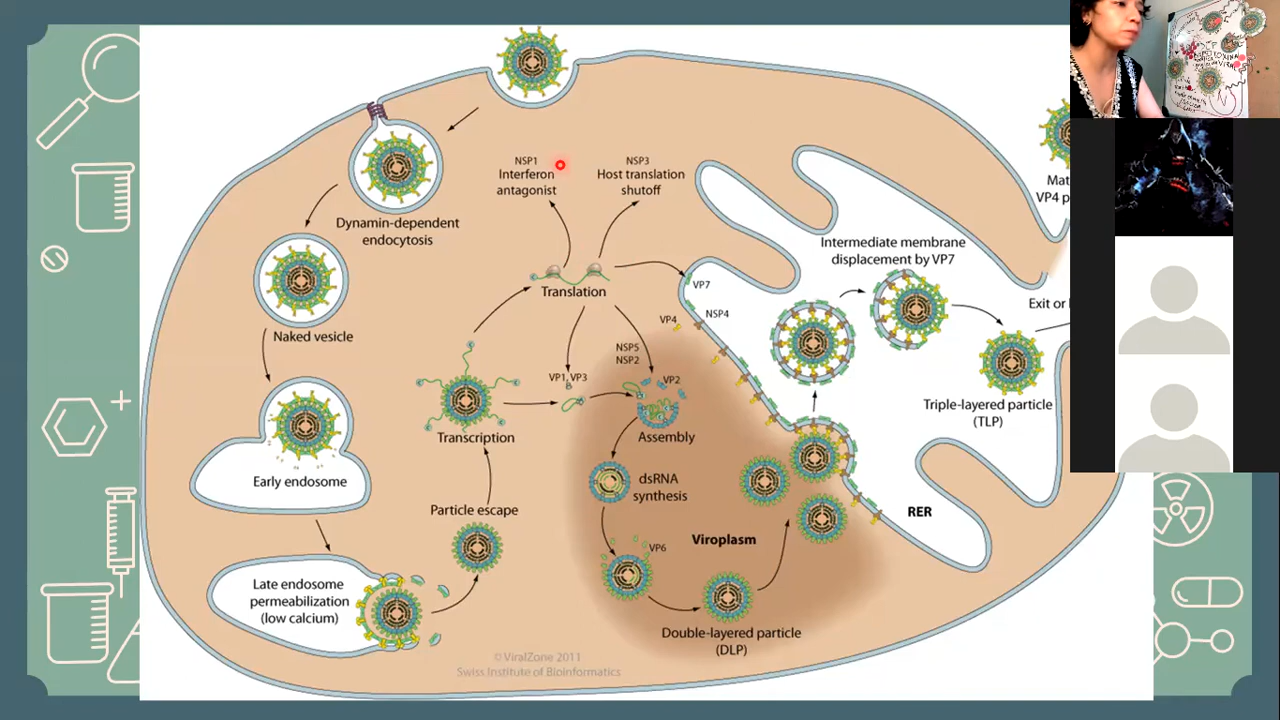 NSP1
Interferon
antagonist
NSP3
Host translation
shutoff
Dynamin-dependent
endocytosis
Naked vesicle
Early endosome
Late endosome
permeabilization
(low calcium)
Particle escape
Transcription
Translation
VP1, VP3
NSP5
NSP2
VP2
Assembly
dsRNA
synthesis
VP6
Viroplasm
Double-layered particle
(DLP)
VP4
VP7
NSP4
Intermediate membrane
displacement by VP7
Triple-layered particle
(TLP)
RER
Mat
VP4 p
Exit or
© ViralZone 2011
Swiss Institute of Bioinformatics